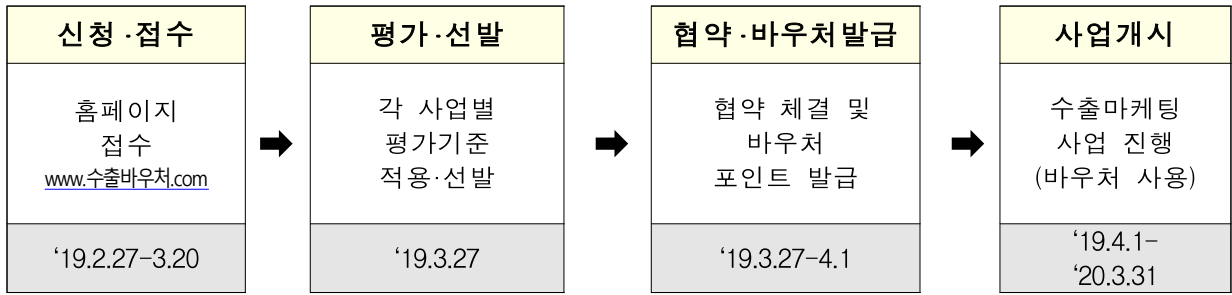 신청·접수
홈페이지
접수
www.수출바우처.com
‘19.2.27-3.20
평가·선발
각 사업별
평가기준
적용·선발
‘19.3.27
협약·바우처발급
협약 체결 및
바우처
포인트 발급
‘19.3.27-4.1
사업개시
수출마케팅
사업 진행
(바우처 사용)
‘19.4.1-
‘20.3.31